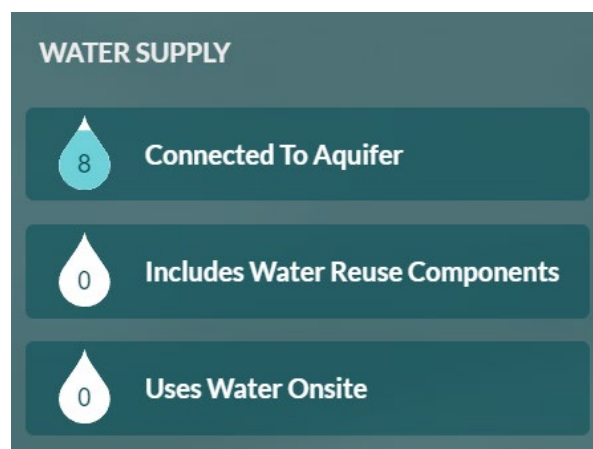 WATER SUPPLY
8 Connected To Aquifer
0 Includes Water Reuse Components
0 Uses Water Onsite